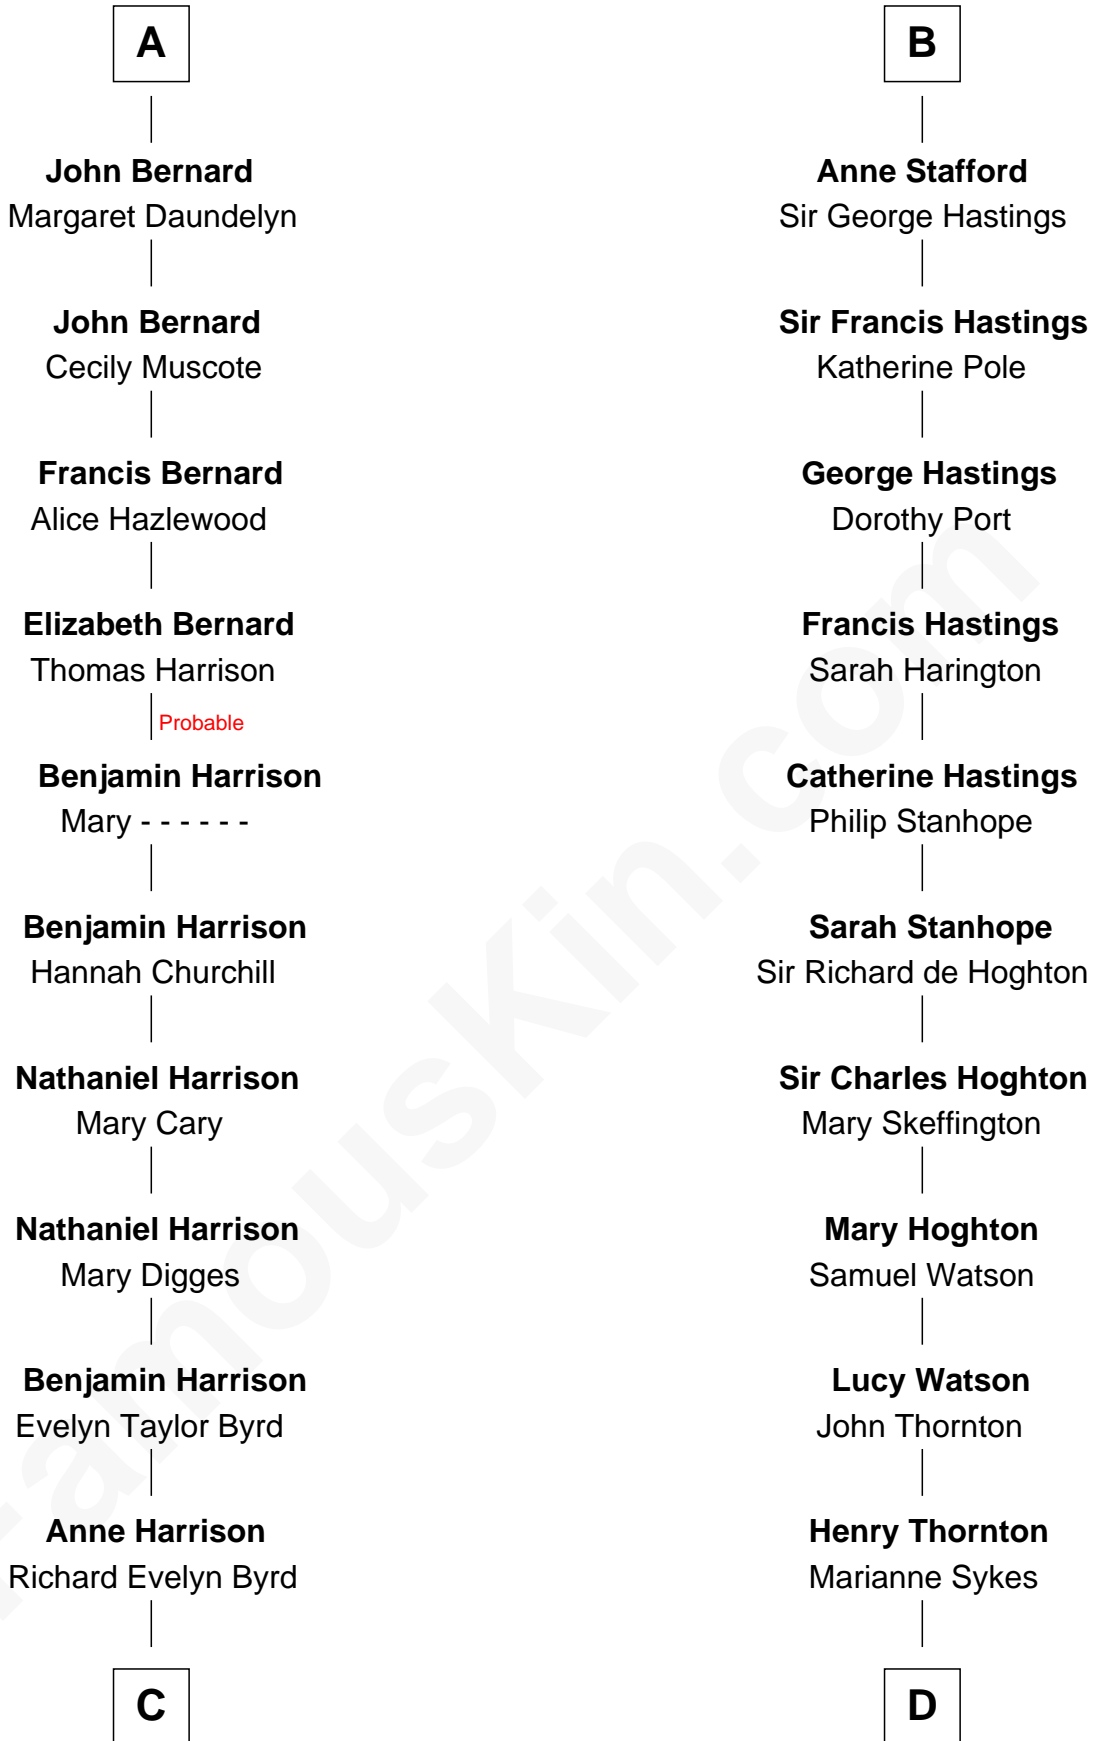 A
John Bernard
Margaret Daundelyn
John Bernard
Cecily Muscote
Francis Bernard
Alice Hazlewood
Elizabeth Bernard
Thomas Harrison
Probable
Benjamin Harrison
Mary - - - - - -
Benjamin Harrison
Hannah Churchill
Nathaniel Harrison
Mary Cary
Nathaniel Harrison
Mary Digges
Benjamin Harrison
Evelyn Taylor Byrd
Anne Harrison
Richard Evelyn Byrd
C
B
Anne Stafford
Sir George Hastings
Sir Francis Hastings
Katherine Pole
George Hastings
Dorothy Port
Francis Hastings
Sarah Harington
Catherine Hastings
Philip Stanhope
Sarah Stanhope
Sir Richard de Hoghton
Sir Charles Hoghton
Mary Skeffington
Mary Hoghton
Samuel Watson
Lucy Watson
John Thornton
Henry Thornton
Marianne Sykes
D
FamousKin.com